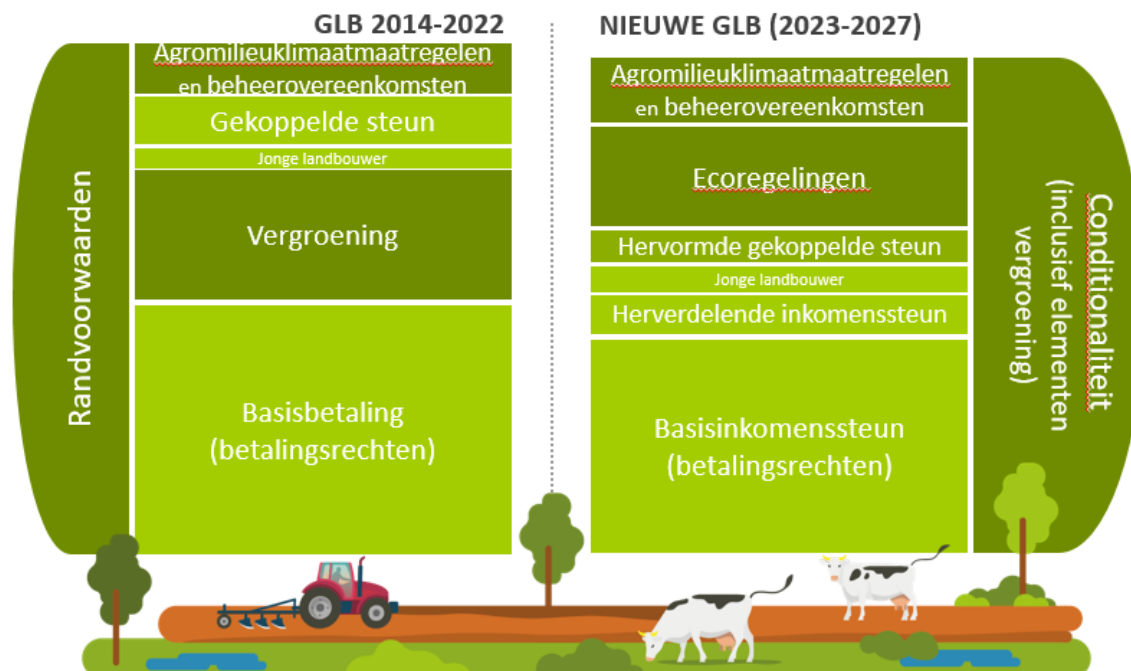 GLB 2014-2022
Randvoorwaarden
Agromilieuklimaatmaatregelen
en beheerovereenkomsten
Gekoppelde steun
Jonge landbouwer
Vergroening
Basisbetaling
(betalingsrechten)
NIEUWE GLB (2023-2027)
Agromilieuklimaatmaatregelen
en beheerovereenkomsten
Ecoregelingen
Hervormde gekoppelde steun
Jonge landbouwer
Herverdelende inkomenssteun
Basisinkomenssteun
(betalingsrechten)
Conditionaliteit
(inclusief elementen
vergroening)